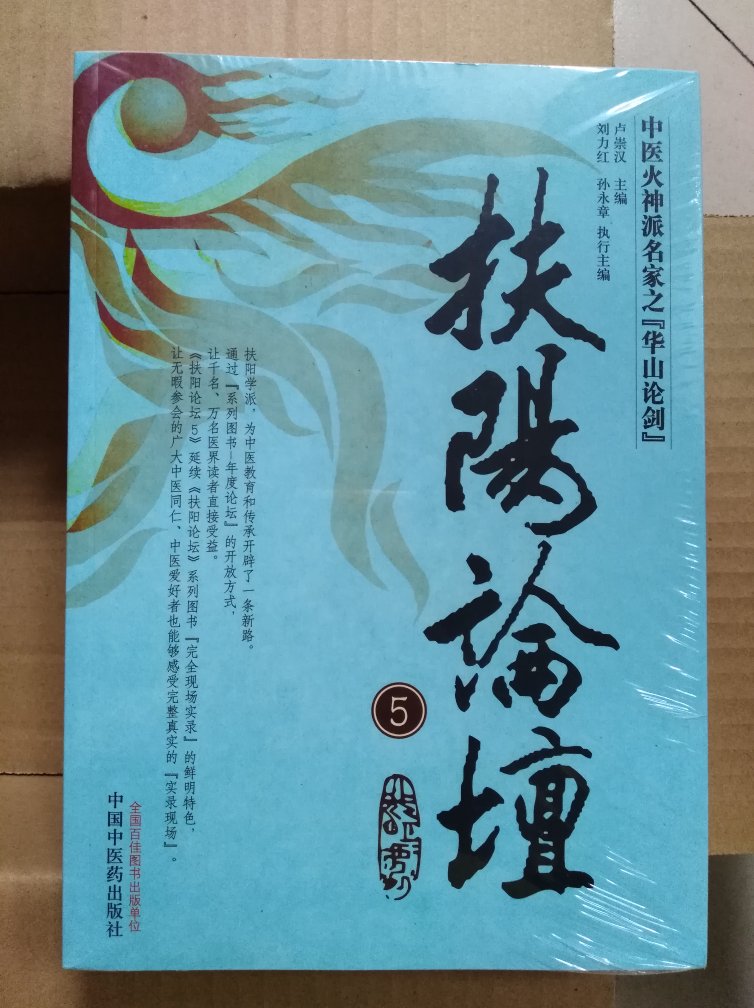 中医火神派名家之『华山论剑』
卢崇汉 主编
刘力红 孙永章 执行主编
扶陽論壇
5
扶阳学派，为中医教育和传承开辟了一条新路。
通过『系列图书—年度论坛』的开放方式，
让千名、万名医界读者直接受益。
《扶阳论坛5》延续《扶阳论坛》系列图书『完全现场实录』的鲜明特色，
让无暇参会的广大中医同仁、中医爱好者也能够感受完整真实的『实录现场』。
全国百佳图书出版单位
中国中医药出版社